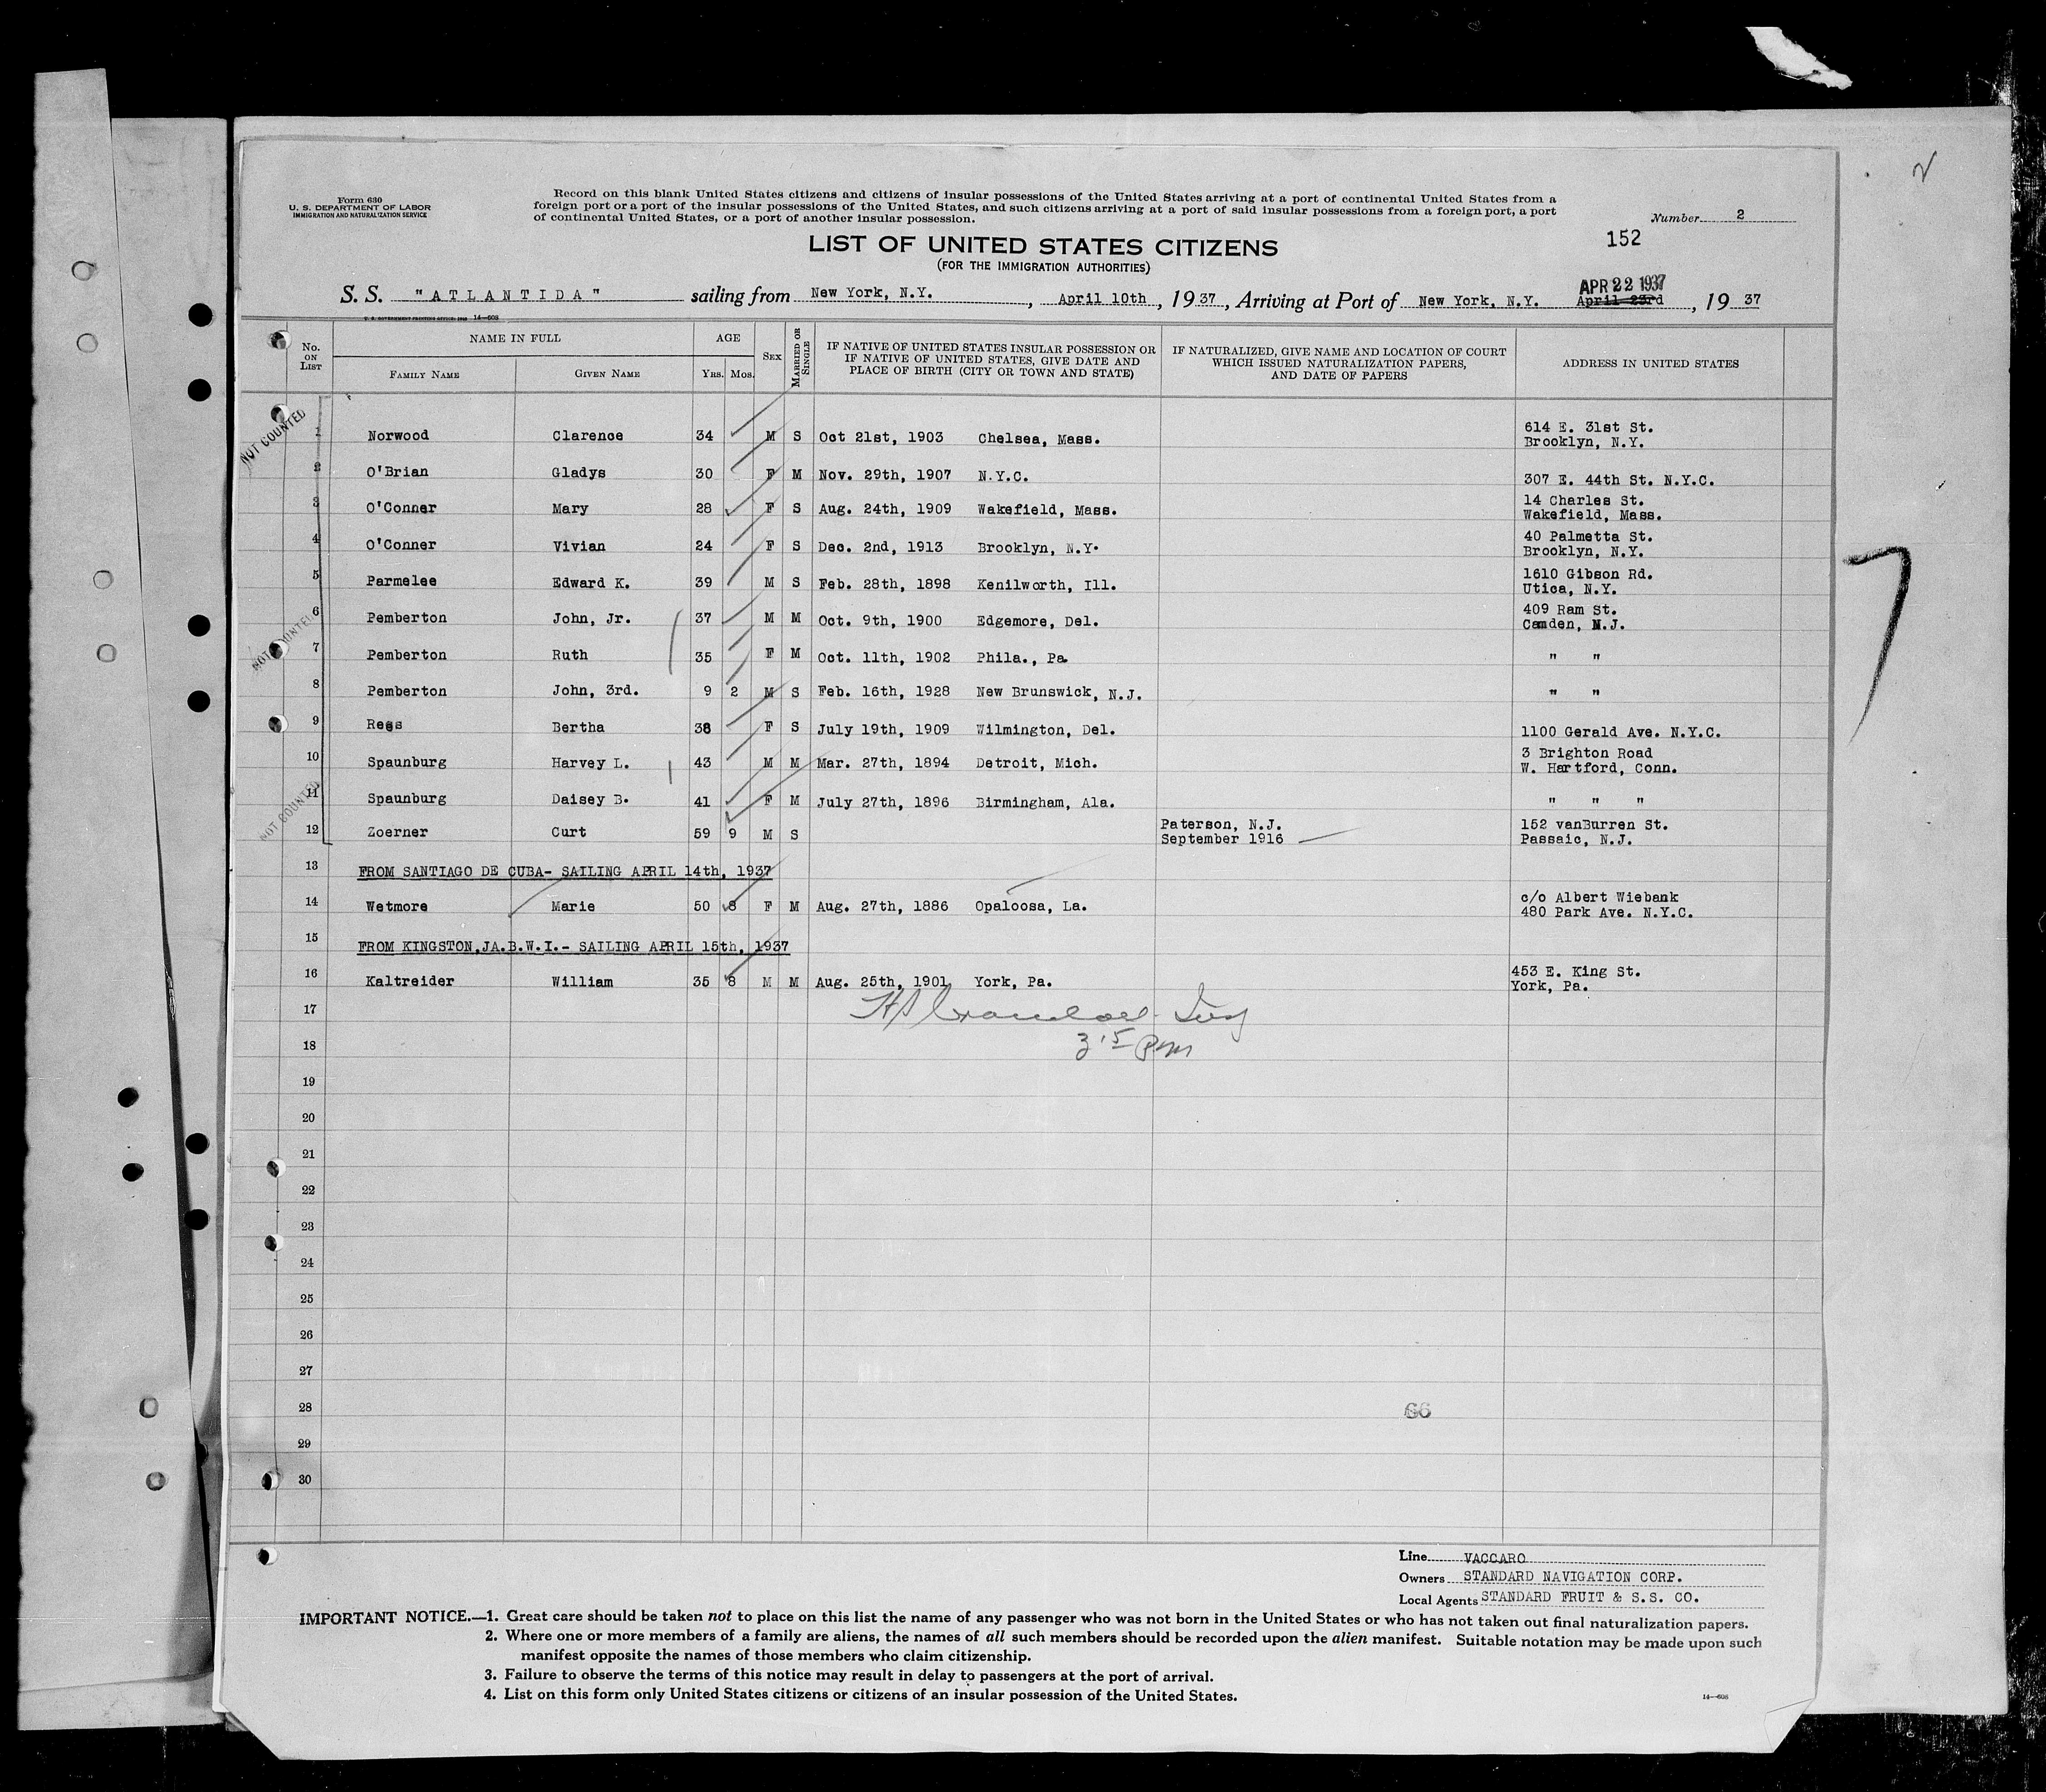 2
Form 630
U. S. DEPARTMENT OF LABOR
IMMIGRATION AND NATURALIZATION SERVICE
Record on this blank United States citizens and citizens of insular possessions of the United States arriving at a port of continental United States from a
foreign port or a port of the insular possessions of the United States, and such citizens arriving at a port of said insular possessions from a foreign port, a port
of continental United States, or a port of another insular possession.
Number 2
152
LIST OF UNITED STATES CITIZENS
(FOR THE IMMIGRATION AUTHORITIES)
APR 22 1937
S. S. "ATLANTIDA" sailing from New York, N.Y. , April 10th , 1937 , Arriving at Port of New York, N.Y. April 23rd , 1937
U. S. GOVERNMENT PRINTING OFFICE 14—608
No. ON LIST
NAME IN FULL
FAMILY NAME
GIVEN NAME
AGE
YRS. MOS.
SEX
MARRIED OR SINGLE
IF NATIVE OF UNITED STATES INSULAR POSSESSION OR
IF NATIVE OF UNITED STATES, GIVE DATE AND
PLACE OF BIRTH (CITY OR TOWN AND STATE)
IF NATURALIZED, GIVE NAME AND LOCATION OF COURT
WHICH ISSUED NATURALIZATION PAPERS,
AND DATE OF PAPERS
ADDRESS IN UNITED STATES
NOT COUNTED
1 Norwood Clarence 34 M S Oct 21st, 1903 Chelsea, Mass. 614 E. 31st St.
Brooklyn, N.Y.
2 O'Brian Gladys 30 F M Nov. 29th, 1907 N.Y.C. 307 E. 44th St. N.Y.C.
3 O'Conner Mary 28 F S Aug. 24th, 1909 Wakefield, Mass. 14 Charles St.
Wakefield, Mass.
4 O'Conner Vivian 24 F S Dec. 2nd, 1913 Brooklyn, N.Y. 40 Palmetta St.
Brooklyn, N.Y.
5 Parmelee Edward K. 39 M S Feb. 28th, 1898 Kenilworth, Ill. 1610 Gibson Rd.
Utica, N.Y.
NOT COUNTED
6 Pemberton John, Jr. 37 M M Oct. 9th, 1900 Edgemore, Del. 409 Ram St.
Camden, N.J.
7 Pemberton Ruth 35 F M Oct. 11th, 1902 Phila., Pa. " "
8 Pemberton John, 3rd. 9 2 M S Feb. 16th, 1928 New Brunswick, N.J. " "
9 Regs Bertha 38 F S July 19th, 1909 Wilmington, Del. 1100 Gerald Ave. N.Y.C.
10 Spaunburg Harvey L. 43 M M Mar. 27th, 1894 Detroit, Mich. 3 Brighton Road
W. Hartford, Conn.
NOT COUNTED
11 Spaunburg Daisey B. 41 F M July 27th, 1896 Birmingham, Ala. " " "
12 Zoerner Curt 59 9 M S Paterson, N.J. 152 vanBurren St.
September 1916 Passaic, N.J.
13 FROM SANTIAGO DE CUBA- SAILING APRIL 14th, 1937
14 Wetmore Marie 50 8 F M Aug. 27th, 1886 Opaloosa, La. c/o Albert Wiebank
480 Park Ave. N.Y.C.
15 FROM KINGSTON,JA.B.W.I.- SAILING APRIL 15th, 1937
16 Kaltreider William 35 8 M M Aug. 25th, 1901 York, Pa. 453 E. King St.
York, Pa.
17
3 15 Pm
18
19
20
21
22
23
24
25
26
27
28 66
29
30
7
Line VACCARO
Owners STANDARD NAVIGATION CORP.
Local Agents STANDARD FRUIT & S.S. CO.
IMPORTANT NOTICE.—1. Great care should be taken not to place on this list the name of any passenger who was not born in the United States or who has not taken out final naturalization papers.
2. Where one or more members of a family are aliens, the names of all such members should be recorded upon the alien manifest. Suitable notation may be made upon such
manifest opposite the names of those members who claim citizenship.
3. Failure to observe the terms of this notice may result in delay to passengers at the port of arrival.
4. List on this form only United States citizens or citizens of an insular possession of the United States.
14—608